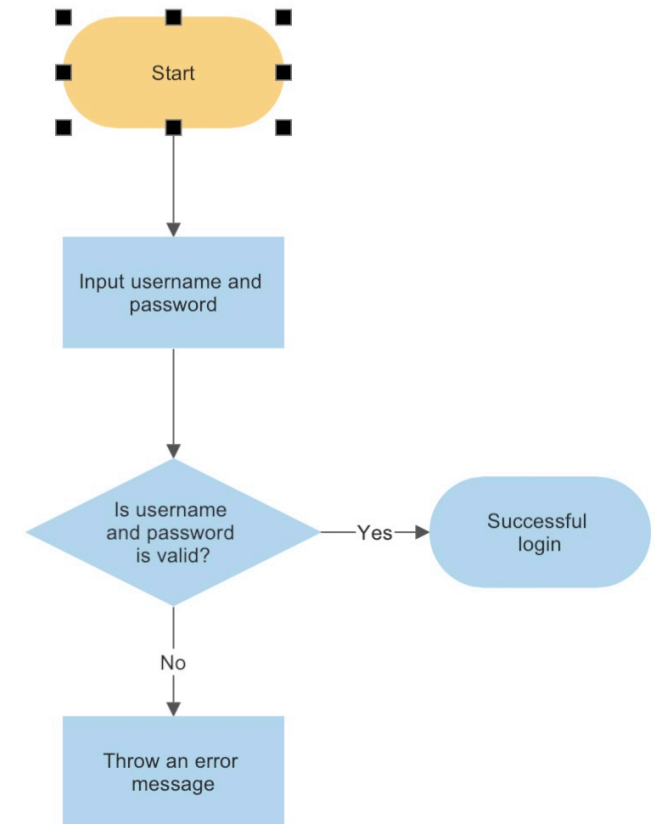 Start
Input username and
password
Is username
and password
is valid?
Yes
Successful
login
No
Throw an error
message